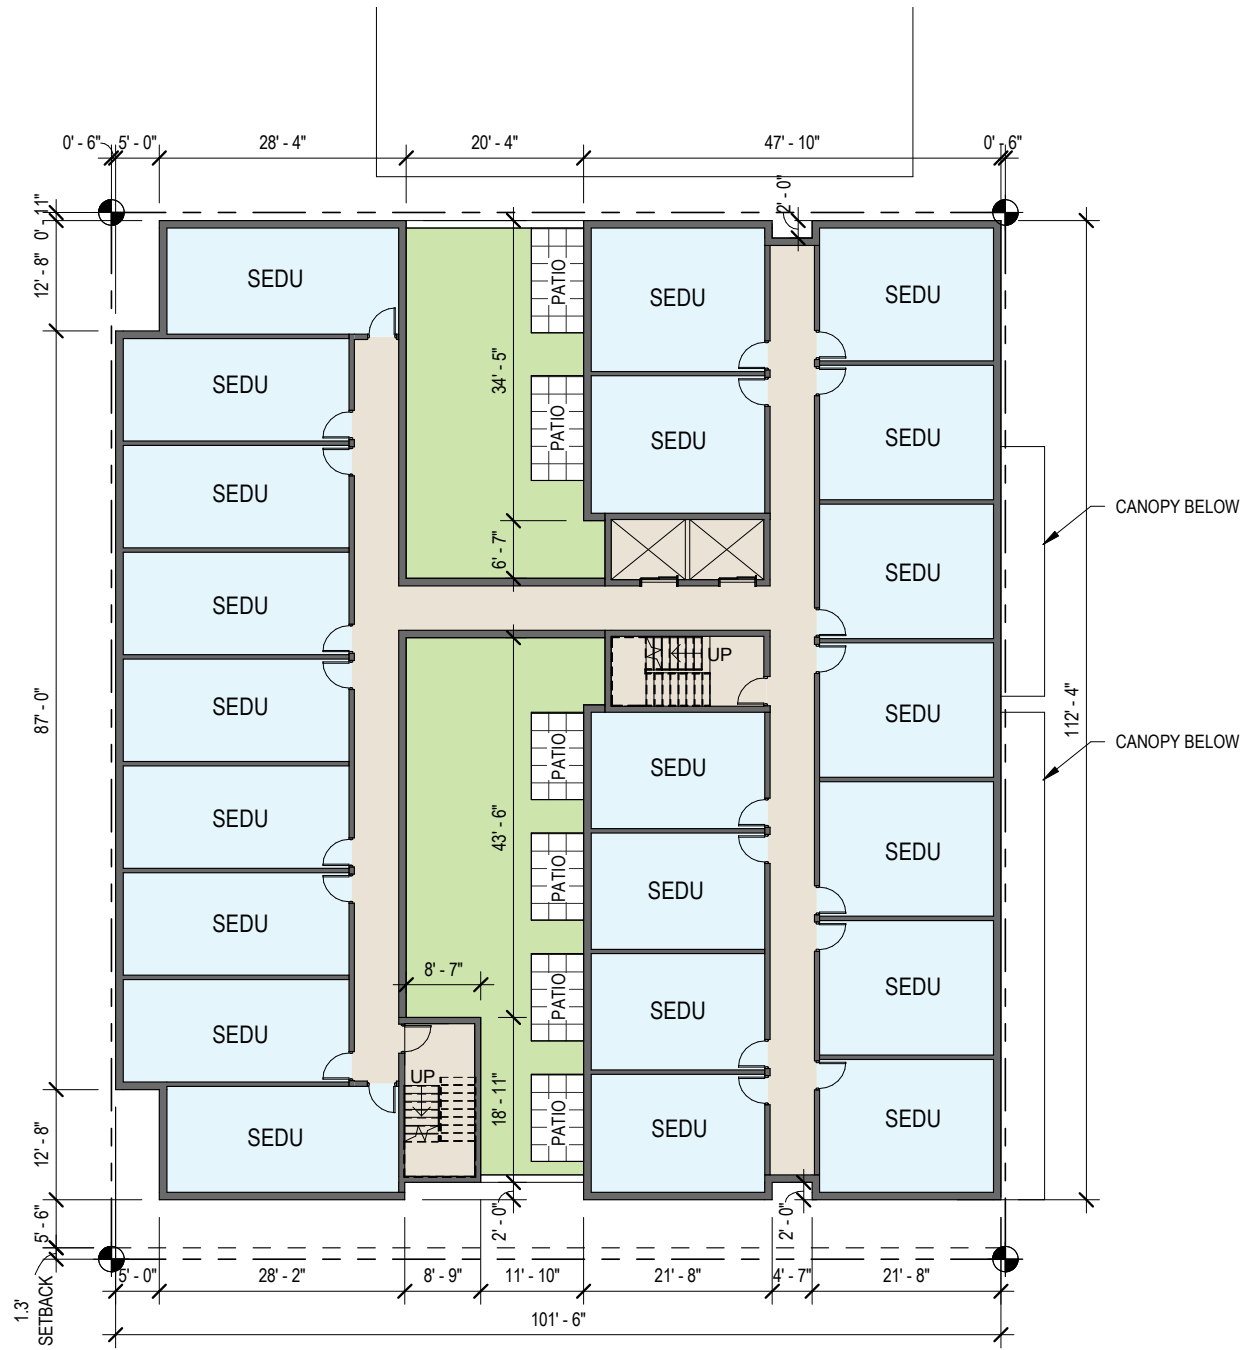 0' - 6" 5' - 0" 28' - 4" 20' - 4" 47' - 10" 0' - 6"
0' - 11"
2' - 0"
12' - 8"
SEDU
PATIO
SEDU
SEDU
34' - 5"
SEDU
PATIO
SEDU
SEDU
SEDU
CANOPY BELOW
6' - 7"
SEDU
SEDU
UP
87' - 0"
SEDU
SEDU
112' - 4"
PATIO
SEDU
CANOPY BELOW
43' - 6"
SEDU
SEDU
PATIO
SEDU
SEDU
8' - 7"
PATIO
SEDU
SEDU
SEDU
UP
18' - 11"
PATIO
SEDU
SEDU
SEDU
12' - 8"
5' - 6"
2' - 0"
2' - 0"
1.3'
SETBACK
5' - 0" 28' - 2" 8' - 9" 11' - 10" 21' - 8" 4' - 7" 21' - 8"
101' - 6"